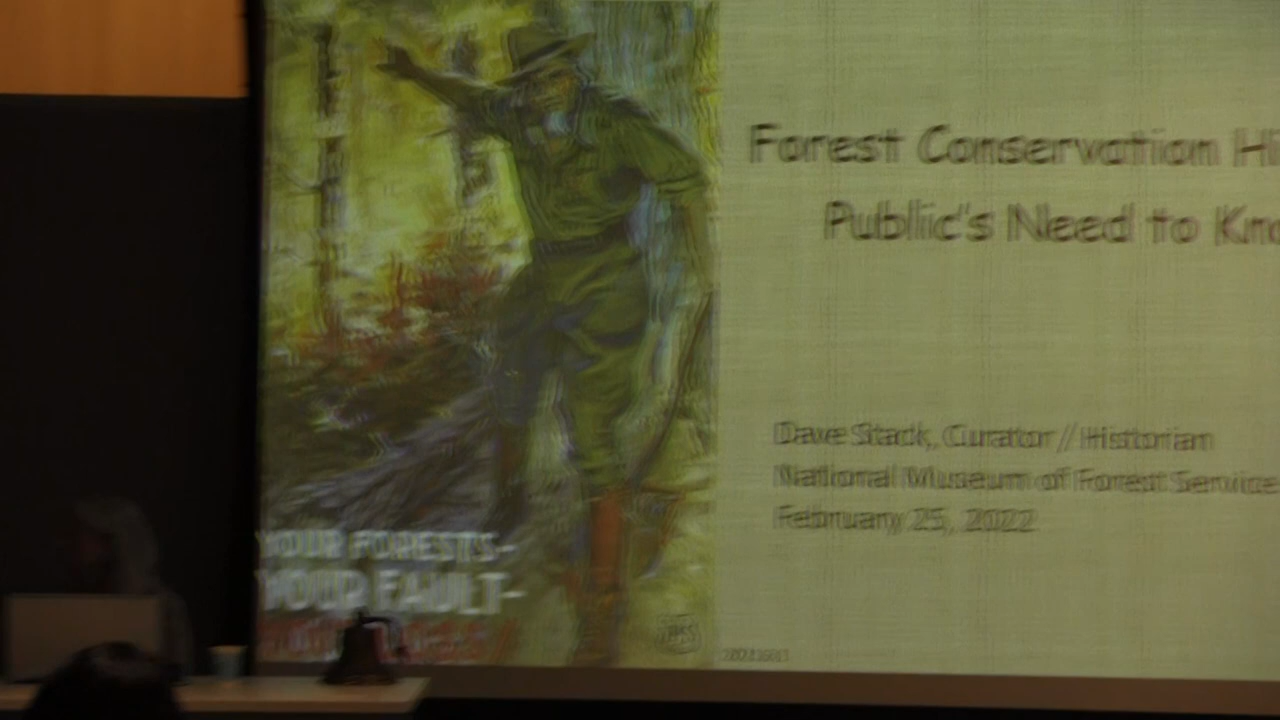 Forest Conservation Hi
Public's Need to Kno
Dave Stack, Curator / Historian
National Museum of Forest Service
February 25, 2022
YOUR FORESTS-
YOUR FAULT-